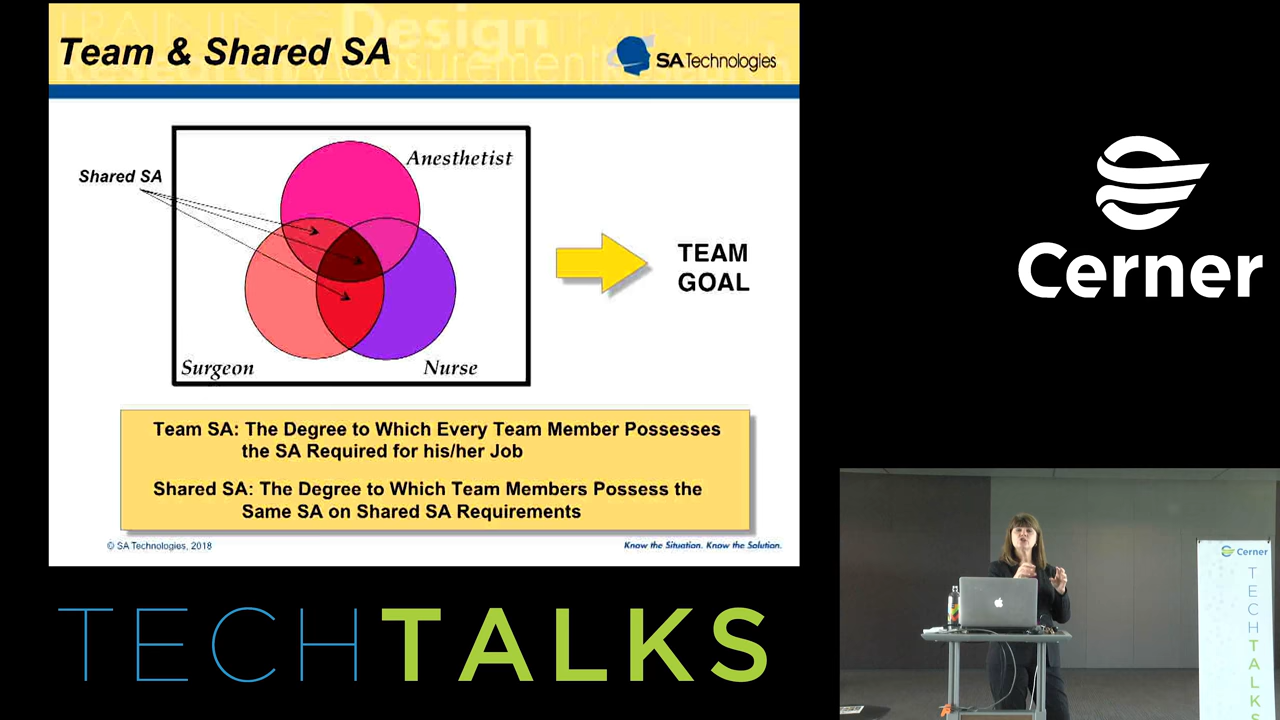 Team & Shared SA
SA Technologies
Shared SA
Anesthetist
Surgeon
Nurse
TEAM
GOAL
Team SA: The Degree to Which Every Team Member Possesses
the SA Required for his/her Job
Shared SA: The Degree to Which Team Members Possess the
Same SA on Shared SA Requirements
© SA Technologies, 2018
Know the Situation. Know the Solution.
TECHTALKS
Cerner
Cerner
TECHTALKS